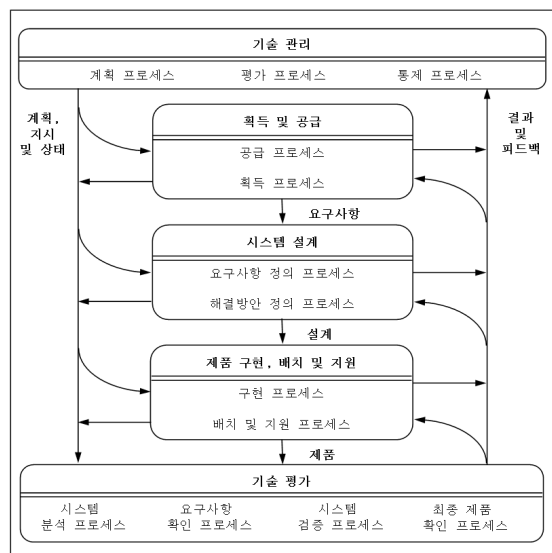 기술 관리
계획 프로세스 평가 프로세스 통제 프로세스
계획,
지시
및 상태
결과
및
피드백
획득 및 공급
공급 프로세스
획득 프로세스
요구사항
시스템 설계
요구사항 정의 프로세스
해결방안 정의 프로세스
설계
제품 구현, 배치 및 지원
구현 프로세스
배치 및 지원 프로세스
제품
기술 평가
시스템
분석 프로세스
요구사항
확인 프로세스
시스템
검증 프로세스
최종 제품
확인 프로세스